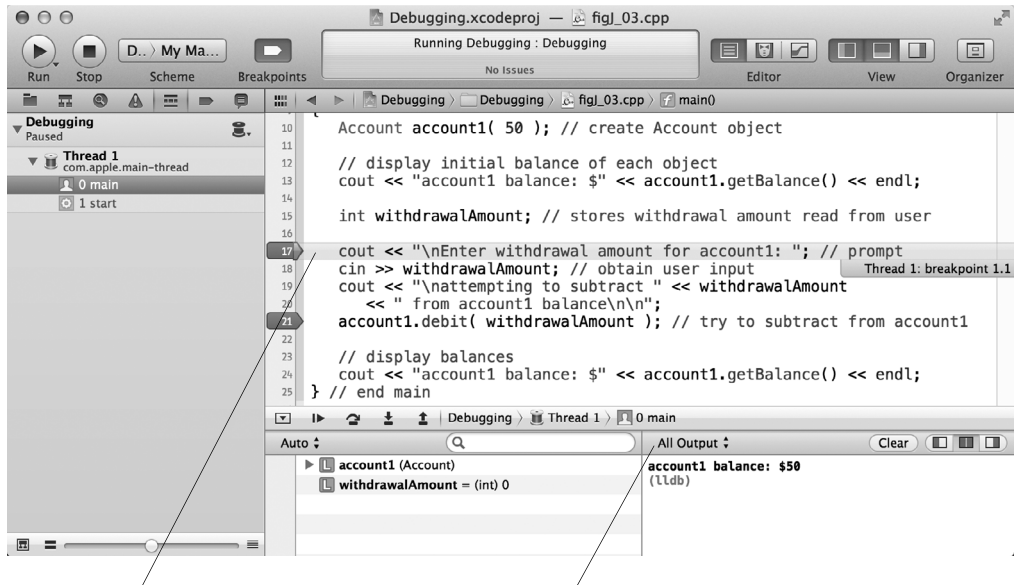 Debugging.xcodeproj — figJ_03.cpp
Running Debugging : Debugging
No Issues
D.. 〉 My Ma...
Run Stop Scheme Breakpoints Editor View Organizer
Debugging 〉 Debugging 〉 figJ_03.cpp 〉 f main()
Debugging
Paused
Thread 1
com.apple.main-thread
0 main
1 start
10 Account account1( 50 ); // create Account object
11
12 // display initial balance of each object
13 cout << "account1 balance: $" << account1.getBalance() << endl;
14
15 int withdrawalAmount; // stores withdrawal amount read from user
16
17 cout << "\nEnter withdrawal amount for account1: "; // prompt
Thread 1: breakpoint 1.1
18 cin >> withdrawalAmount; // obtain user input
19 cout << "\nattempting to subtract " << withdrawalAmount
20 << " from account1 balance\n\n";
21 account1.debit( withdrawalAmount ); // try to subtract from account1
22
23 // display balances
24 cout << "account1 balance: $" << account1.getBalance() << endl;
25 } // end main
Debugging 〉 Thread 1 〉 0 main
Auto
All Output
Clear
L account1 (Account)
L withdrawalAmount = (int) 0
account1 balance: $50
(lldb)